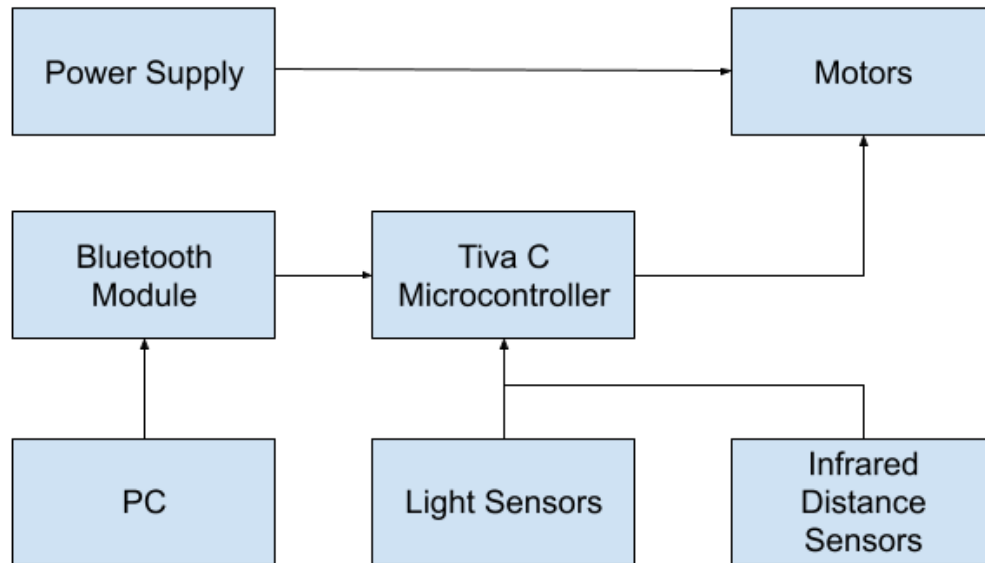 Power Supply
Motors
Bluetooth
Module
Tiva C
Microcontroller
PC
Light Sensors
Infrared
Distance
Sensors